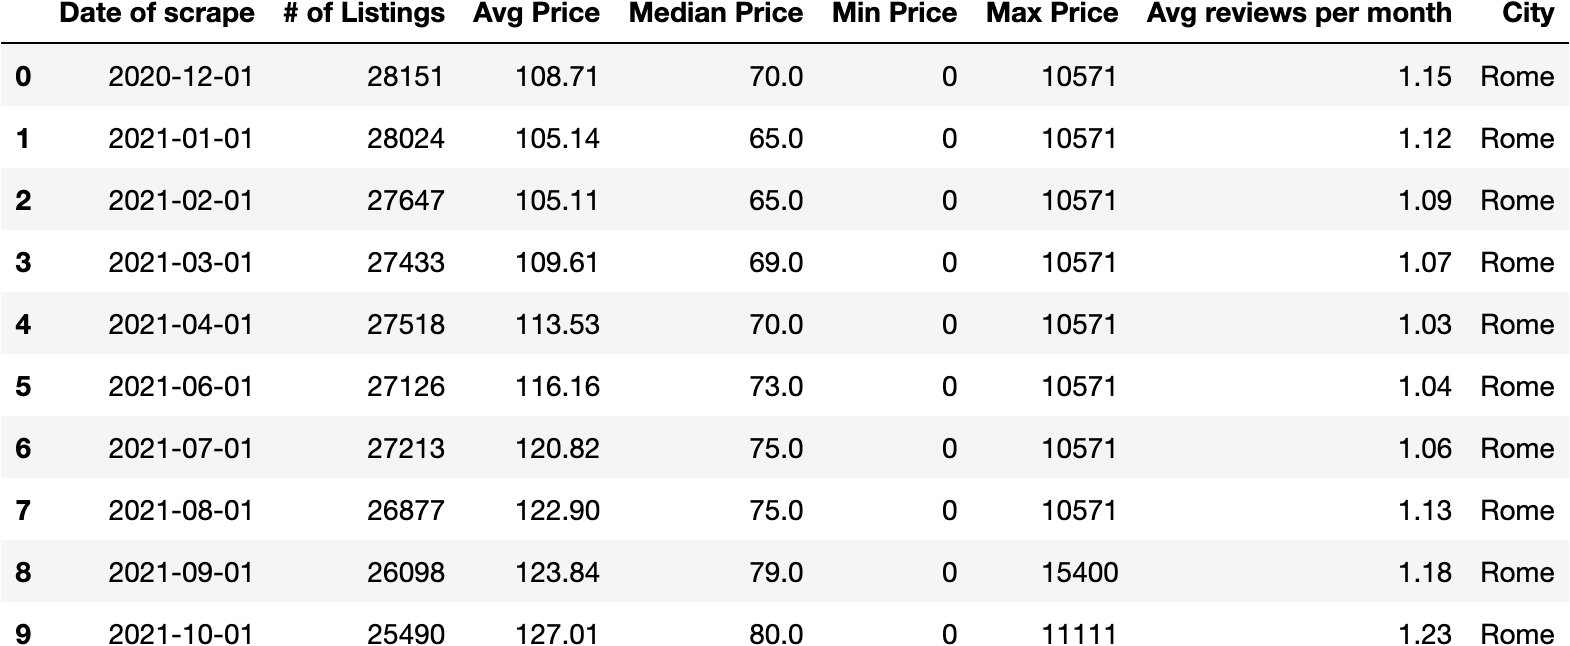 Date of scrape # of Listings Avg Price Median Price Min Price Max Price Avg reviews per month City
0 2020-12-01 28151 108.71 70.0 0 10571 1.15 Rome
1 2021-01-01 28024 105.14 65.0 0 10571 1.12 Rome
2 2021-02-01 27647 105.11 65.0 0 10571 1.09 Rome
3 2021-03-01 27433 109.61 69.0 0 10571 1.07 Rome
4 2021-04-01 27518 113.53 70.0 0 10571 1.03 Rome
5 2021-06-01 27126 116.16 73.0 0 10571 1.04 Rome
6 2021-07-01 27213 120.82 75.0 0 10571 1.06 Rome
7 2021-08-01 26877 122.90 75.0 0 10571 1.13 Rome
8 2021-09-01 26098 123.84 79.0 0 15400 1.18 Rome
9 2021-10-01 25490 127.01 80.0 0 11111 1.23 Rome